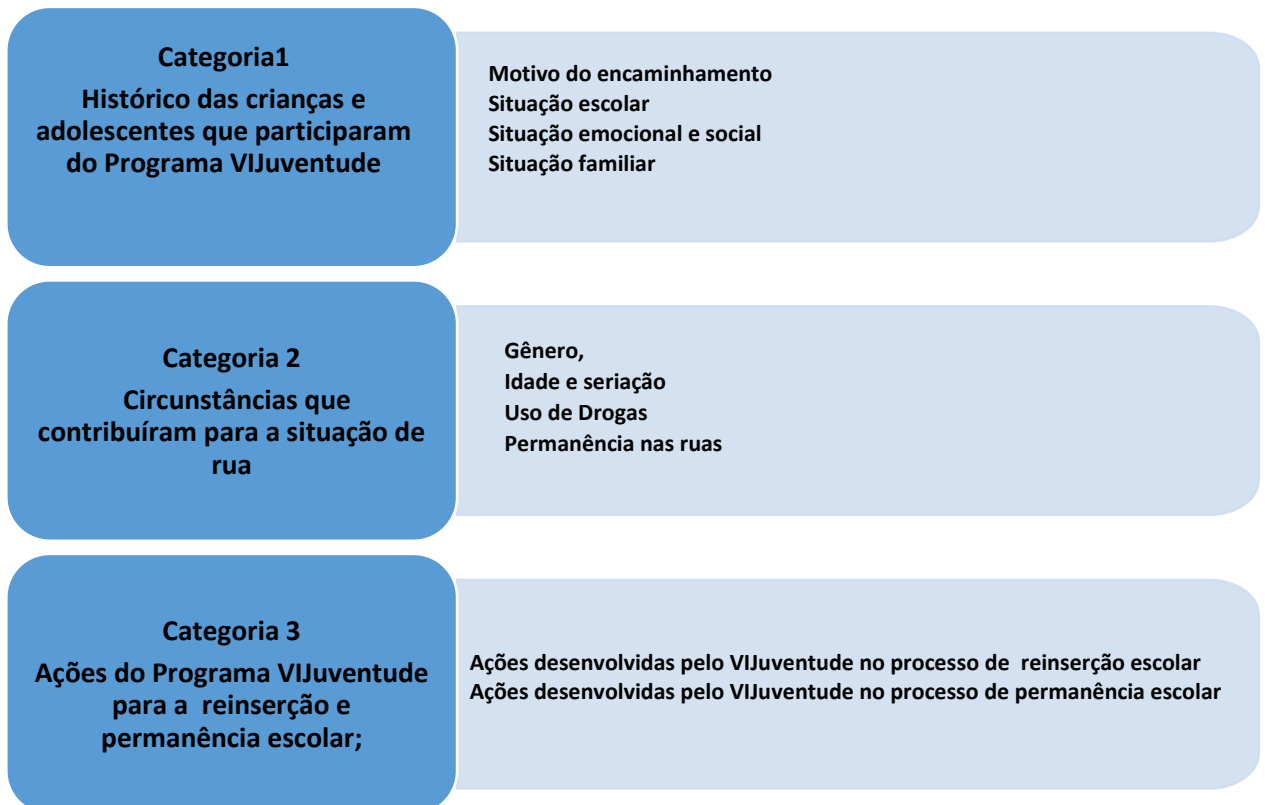 Categoria1
Histórico das crianças e
adolescentes que participaram
do Programa VIJuventude
Motivo do encaminhamento
Situação escolar
Situação emocional e social
Situação familiar
Categoria 2
Circunstâncias que
contribuíram para a situação de
rua
Gênero,
Idade e seriação
Uso de Drogas
Permanência nas ruas
Categoria 3
Ações do Programa VIJuventude
para a reinserção e
permanência escolar;
Ações desenvolvidas pelo VIJuventude no processo de reinserção escolar
Ações desenvolvidas pelo VIJuventude no processo de permanência escolar